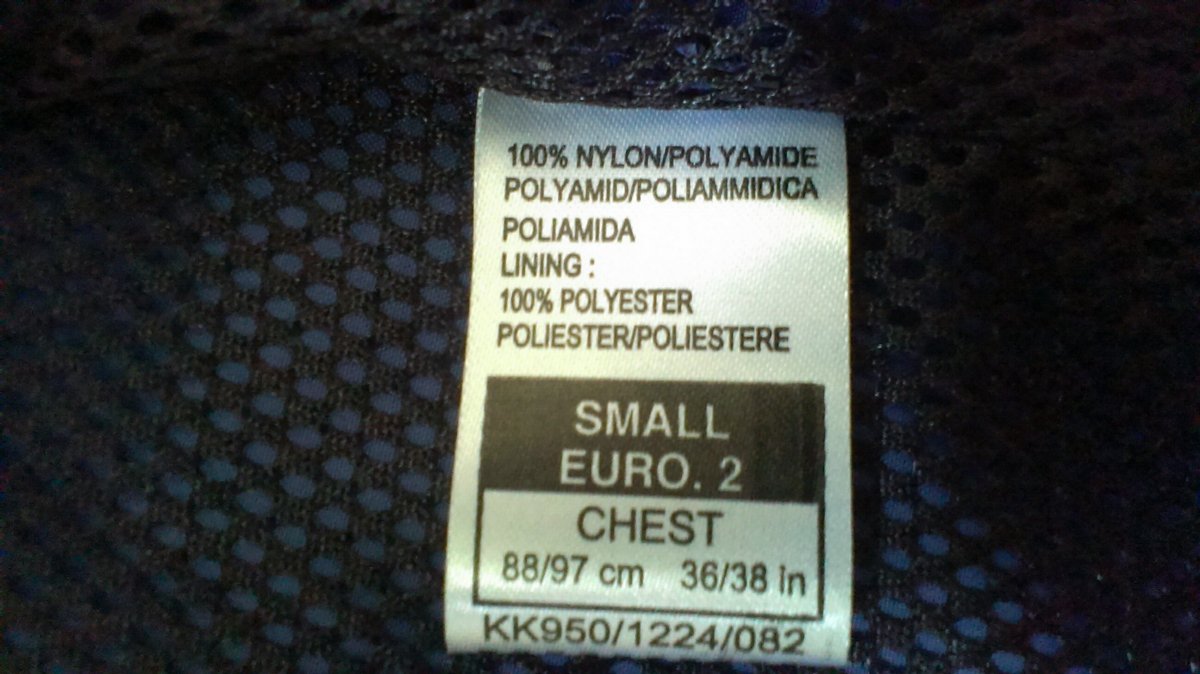 100% NYLON/POLYAMIDE
POLYAMID/POLIAMMIDICA
POLIAMIDA
LINING :
100% POLYESTER
POLIESTER/POLIESTERE
SMALL
EURO. 2
CHEST
88/97 cm 36/38 in
KK950/1224/082